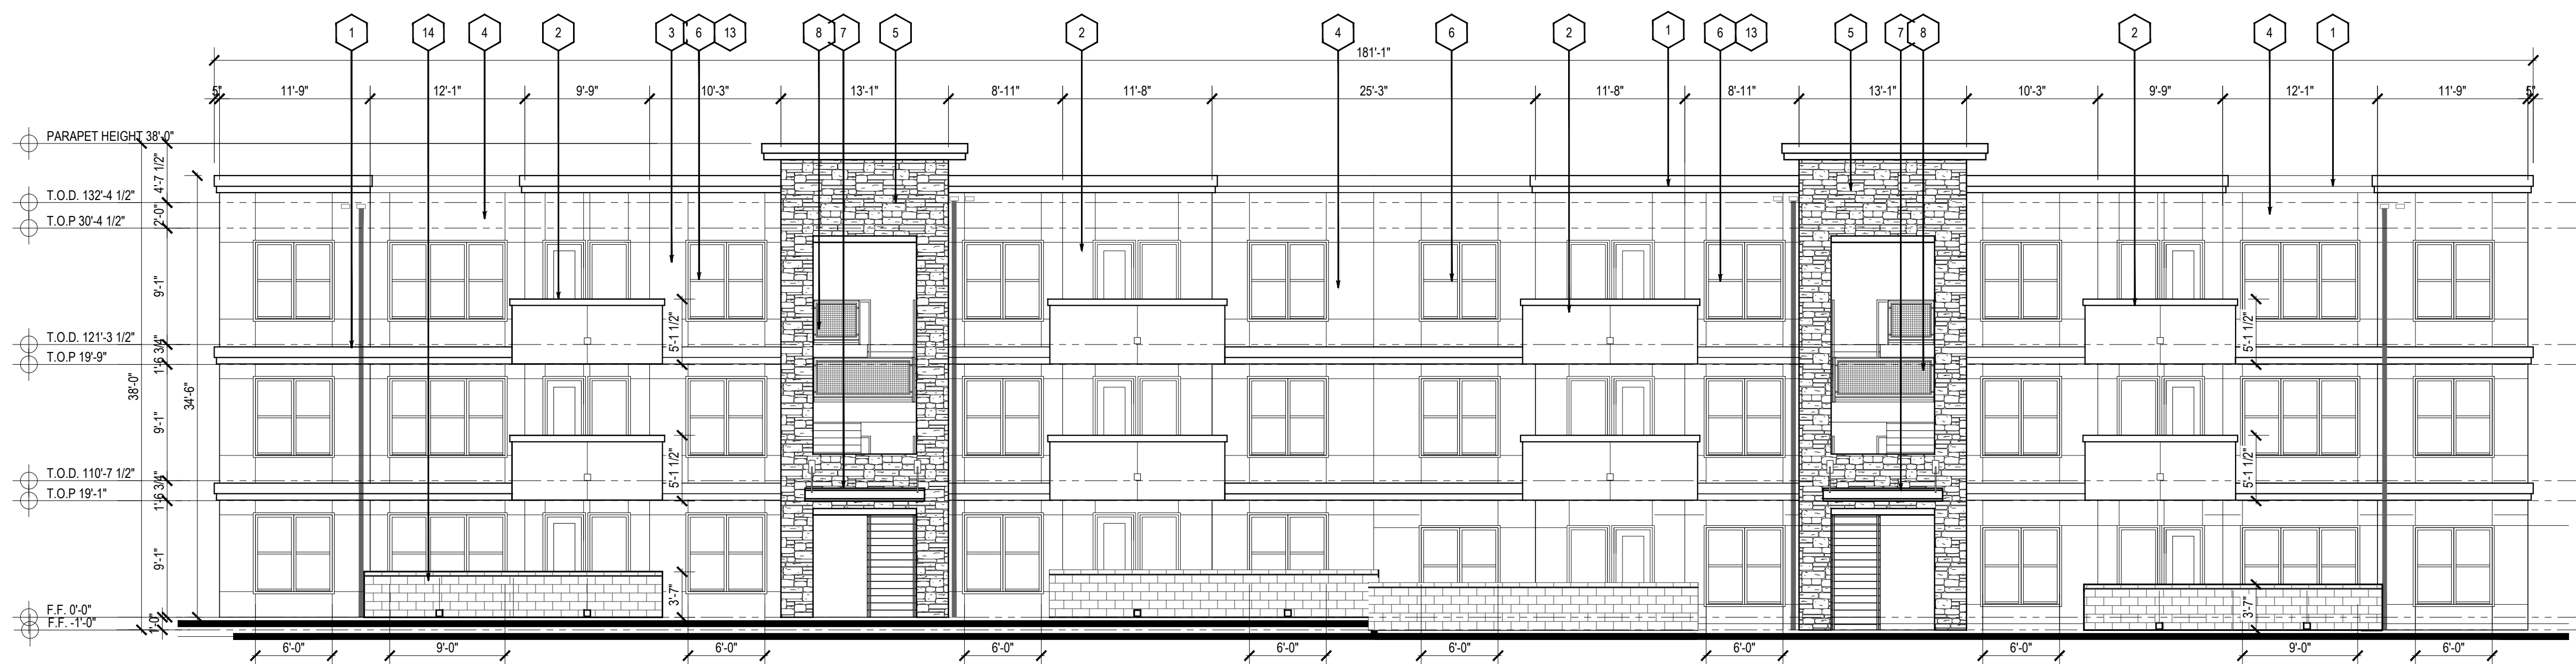 1 14 4 2 3 6 13 8 7 5 2 4 6 2 1 6 13 5 7 8 2 4 1
181'-1"
5" 11'-9" 12'-1" 9'-9" 10'-3" 13'-1" 8'-11" 11'-8" 25'-3" 11'-8" 8'-11" 13'-1" 10'-3" 9'-9" 12'-1" 11'-9" 5"
PARAPET HEIGHT 38'-0"
4'-7 1/2"
T.O.D. 132'-4 1/2"
2'-0"
T.O.P 30'-4 1/2"
9'-1"
5'-1 1/2" 5'-1 1/2"
T.O.D. 121'-3 1/2"
1'-6 3/4"
T.O.P 19'-9"
38'-0" 34'-6"
9'-1"
5'-1 1/2" 5'-1 1/2"
T.O.D. 110'-7 1/2"
1'-6 3/4"
T.O.P 19'-1"
9'-1"
3'-7" 3'-7"
F.F. 0'-0"
1'-0"
F.F. -1'-0"
6'-0" 9'-0" 6'-0" 6'-0" 6'-0" 6'-0" 6'-0" 6'-0" 9'-0" 6'-0"